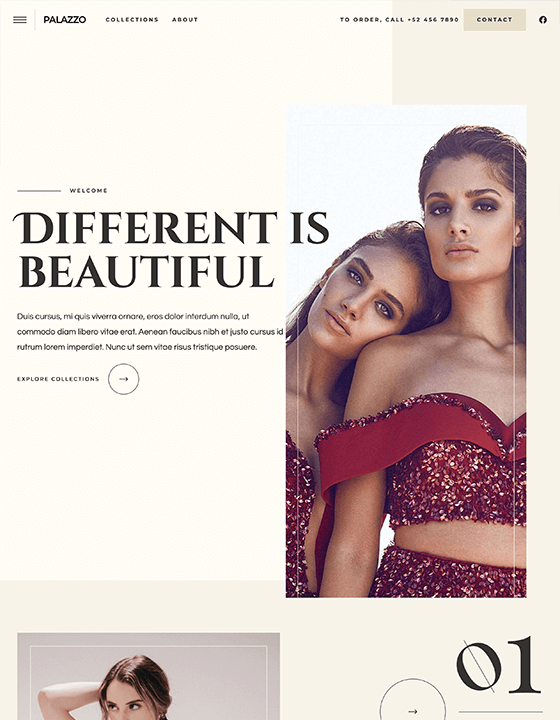 PALAZZO COLLECTIONS ABOUT TO ORDER, CALL +52 456 7890 CONTACT
WELCOME
DIFFERENT IS
BEAUTIFUL
Duis cursus, mi quis viverra ornare, eros dolor interdum nulla, ut
commodo diam libero vitae erat. Aenean faucibus nibh et justo cursus id
rutrum lorem imperdiet. Nunc ut sem vitae risus tristique posuere.
EXPLORE COLLECTIONS
01